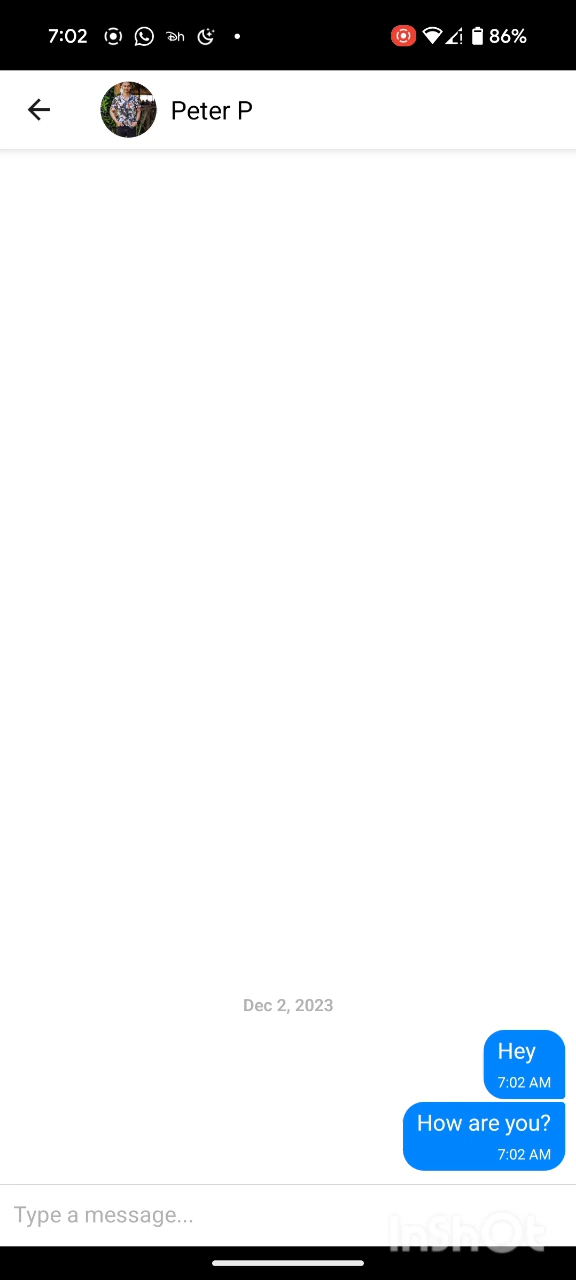 7:02
86%
Peter P
Dec 2, 2023
Hey
7:02 AM
How are you?
7:02 AM
Type a message...
InShOt